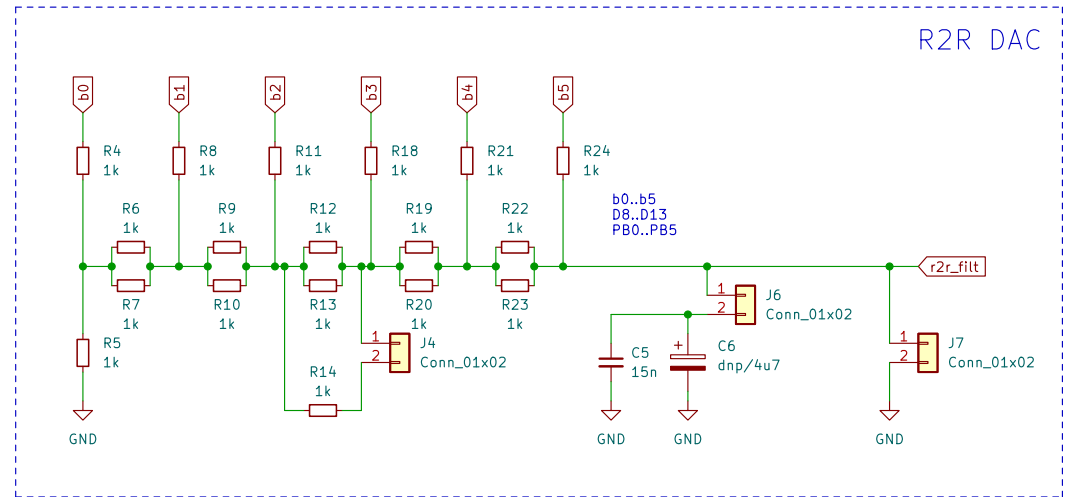 R2R DAC
b0
b1
b2
b3
b4
b5
R4
1k
R8
1k
R11
1k
R18
1k
R21
1k
R24
1k
b0..b5
D8..D13
PB0..PB5
R6
1k
R9
1k
R12
1k
R19
1k
R22
1k
r2r_filt
R7
1k
R10
1k
R13
1k
R20
1k
R23
1k
1
2
J6
Conn_01x02
R5
1k
1
2
J4
Conn_01x02
C5
15n
+
C6
dnp/4u7
1
2
J7
Conn_01x02
R14
1k
GND
GND
GND
GND